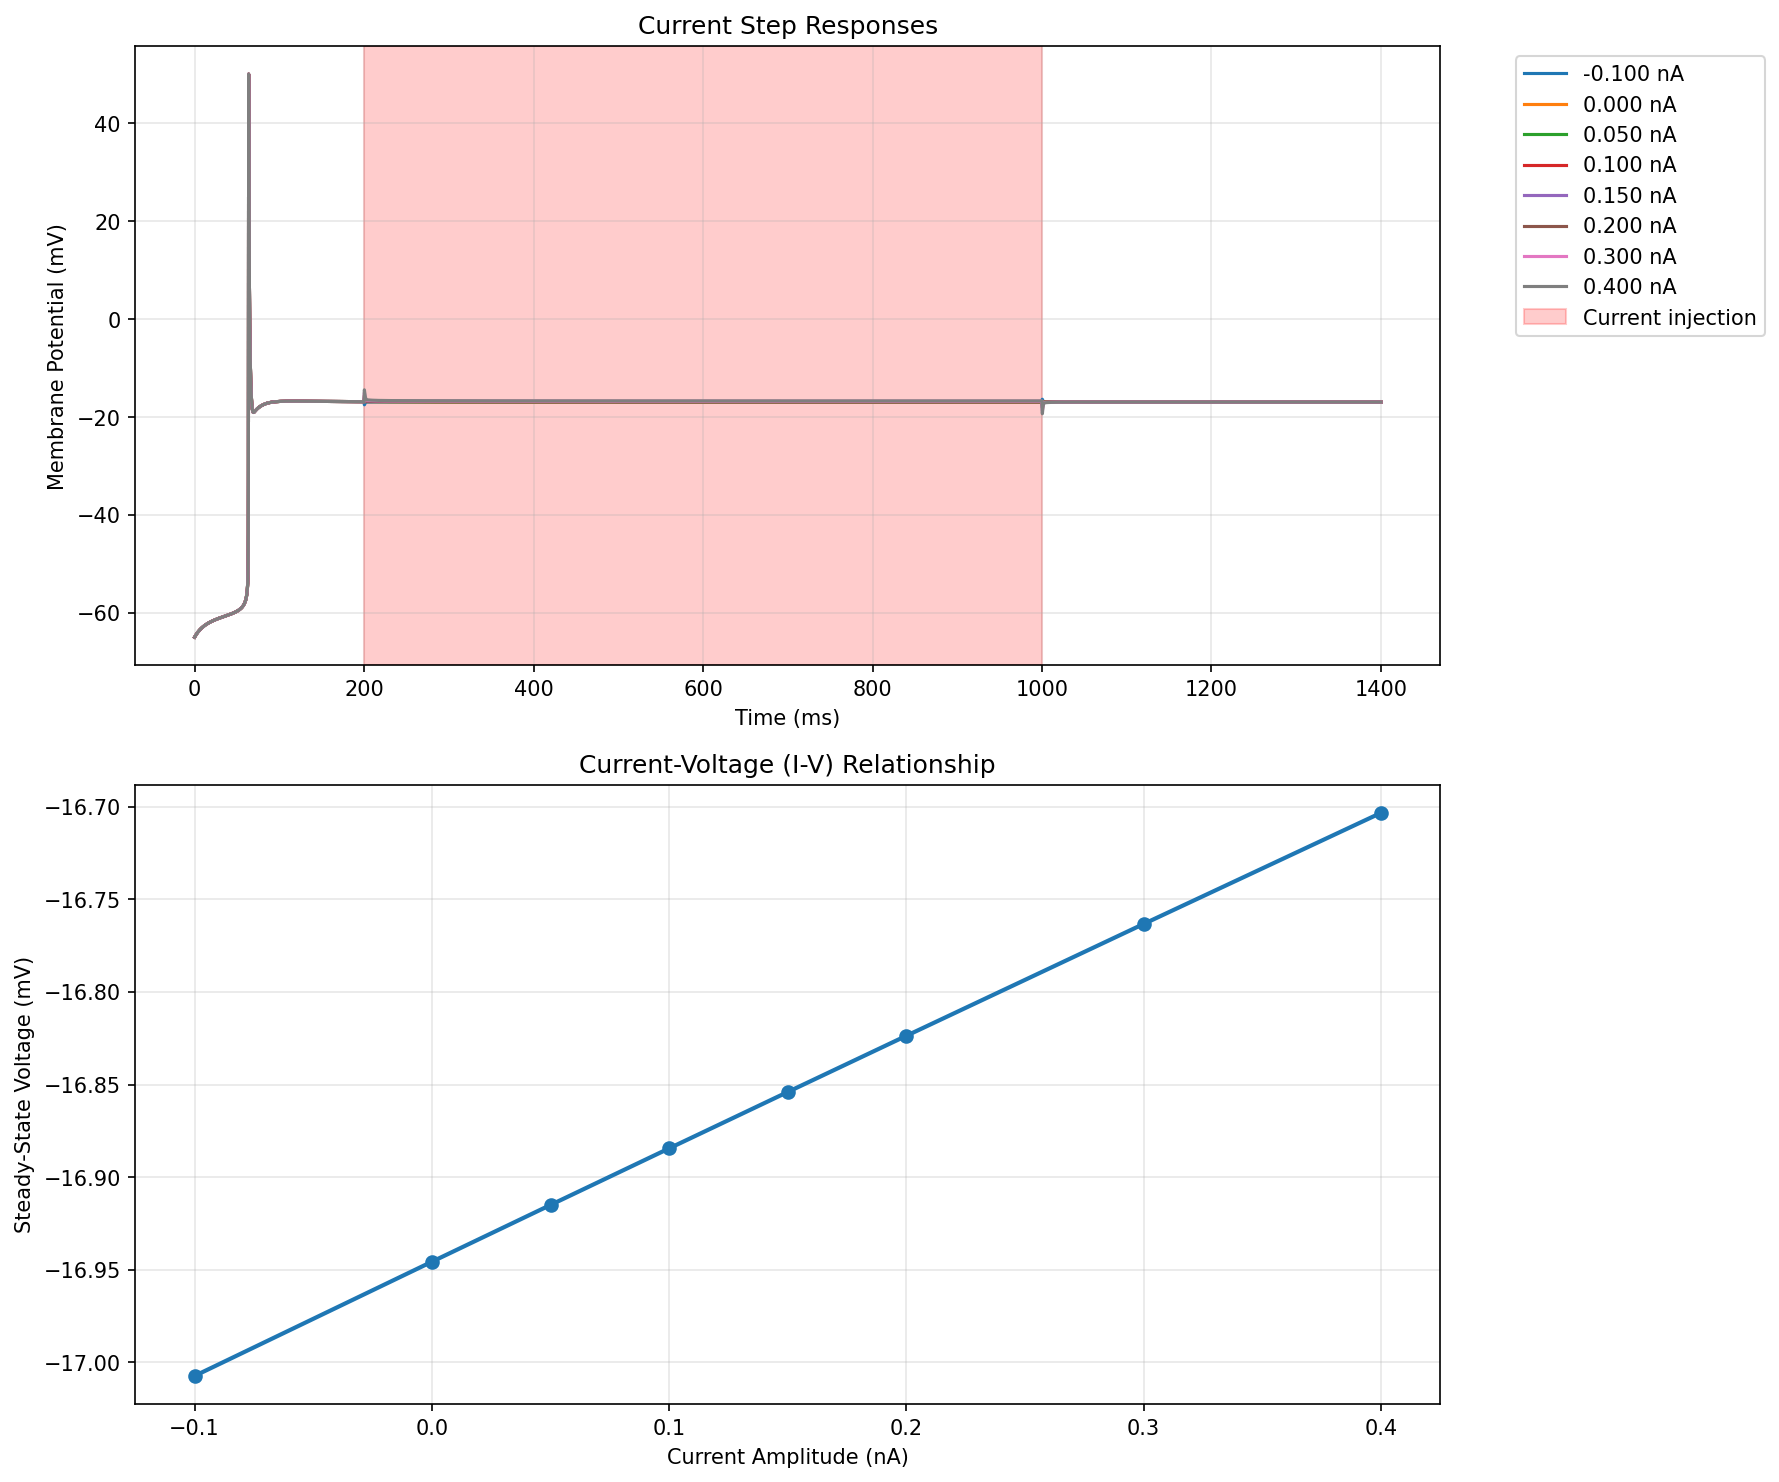 Current Step Responses
Membrane Potential (mV)
40
20
0
−20
−40
−60
0 200 400 600 800 1000 1200 1400
Time (ms)
-0.100 nA
0.000 nA
0.050 nA
0.100 nA
0.150 nA
0.200 nA
0.300 nA
0.400 nA
Current injection
Current-Voltage (I-V) Relationship
Steady-State Voltage (mV)
−16.70
−16.75
−16.80
−16.85
−16.90
−16.95
−17.00
−0.1 0.0 0.1 0.2 0.3 0.4
Current Amplitude (nA)